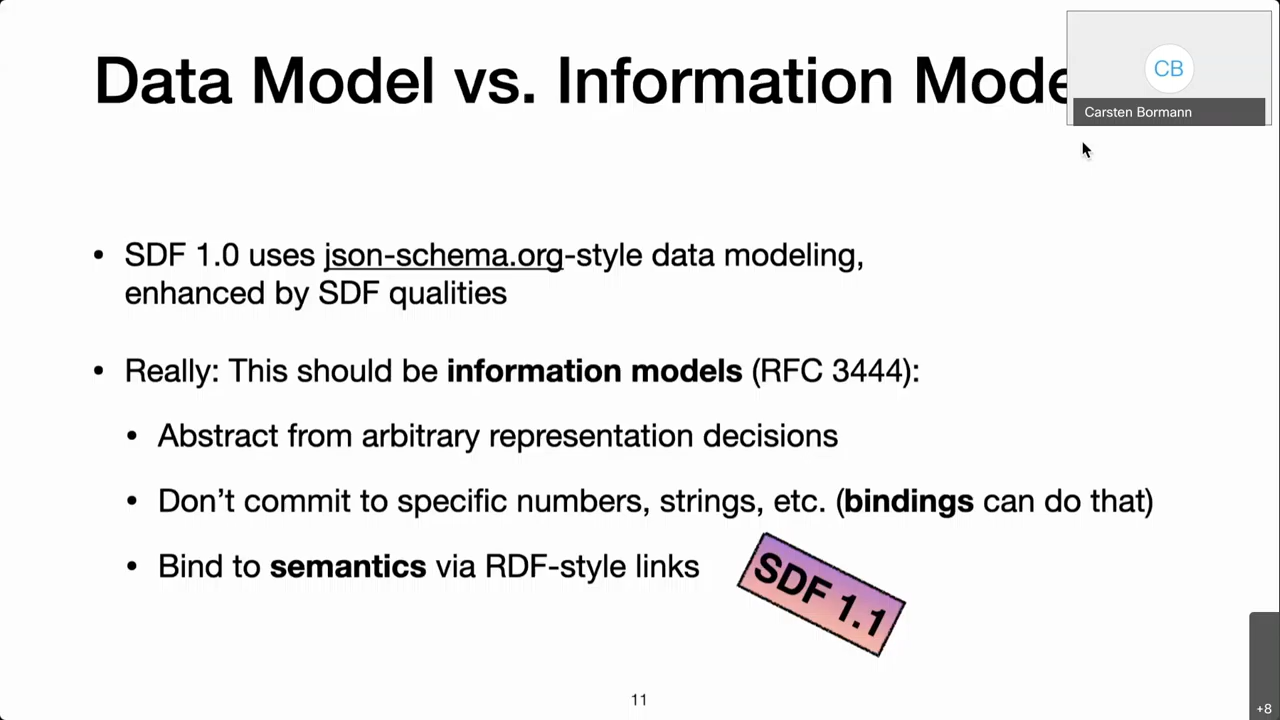 Data Model vs. Information Mode
CB
Carsten Bormann
• SDF 1.0 uses json-schema.org-style data modeling,
enhanced by SDF qualities
• Really: This should be information models (RFC 3444):
• Abstract from arbitrary representation decisions
• Don’t commit to specific numbers, strings, etc. (bindings can do that)
• Bind to semantics via RDF-style links
SDF 1.1
11
+8